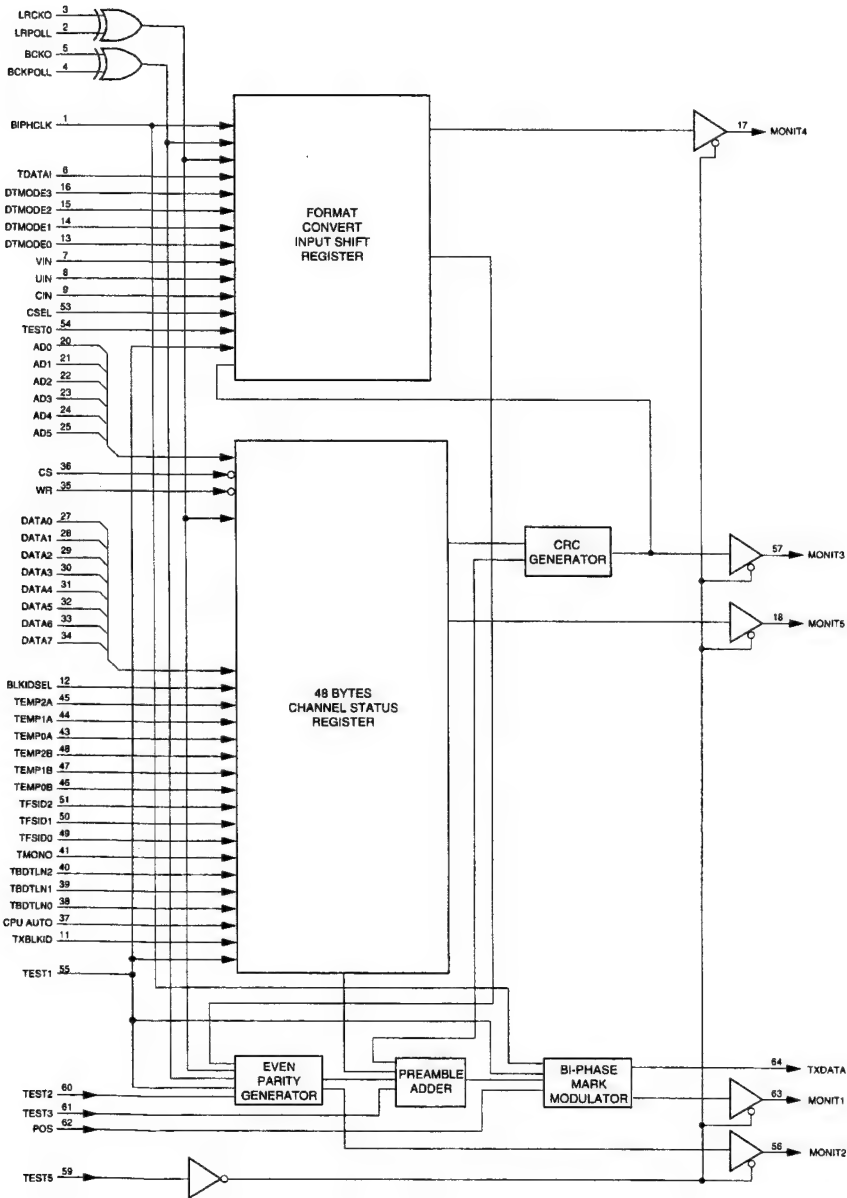 LRCKO 3
LRPOLL 2
BCKO 5
BCKPOLL 4
BIPHCLK 1
TDATAI 6
DTMODE3 16
DTMODE2 15
DTMODE1 14
DTMODE0 13
VIN 7
UIN 8
CIN 9
CSEL 53
TEST0 54
AD0 20
AD1 21
AD2 22
AD3 23
AD4 24
AD5 25
FORMAT
CONVERT
INPUT SHIFT
REGISTER
17 MONIT4
CS 36
WR 35
DATA0 27
DATA1 28
DATA2 29
DATA3 30
DATA4 31
DATA5 32
DATA6 33
DATA7 34
BLKIDSEL 12
TEMP2A 45
TEMP1A 44
TEMP0A 43
TEMP2B 48
TEMP1B 47
TEMP0B 46
TFSID2 51
TFSID1 50
TFSID0 49
TMONO 41
TBDTLN2 40
TBDTLN1 39
TBDTLN0 38
CPU AUTO 37
TXBLKID 11
TEST1 55
48 BYTES
CHANNEL STATUS
REGISTER
CRC
GENERATOR
57 MONIT3
18 MONIT5
EVEN
PARITY
GENERATOR
PREAMBLE
ADDER
BI-PHASE
MARK
MODULATOR
64 TXDATA
63 MONIT1
56 MONIT2
TEST2 60
TEST3 61
POS 62
TEST5 59